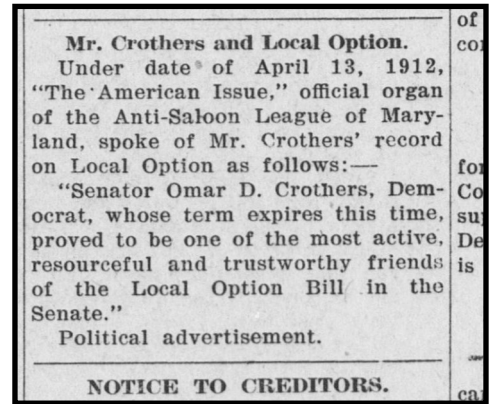 Mr. Crothers and Local Option.
Under date of April 13, 1912,
"The American Issue," official organ
of the Anti-Saloon League of Mary-
land, spoke of Mr. Crothers' record
on Local Option as follows:—
"Senator Omar D. Crothers, Dem-
ocrat, whose term expires this time,
proved to be one of the most active,
resourceful and trustworthy friends
of the Local Option Bill in the
Senate."
Political advertisement.
NOTICE TO CREDITORS.
of